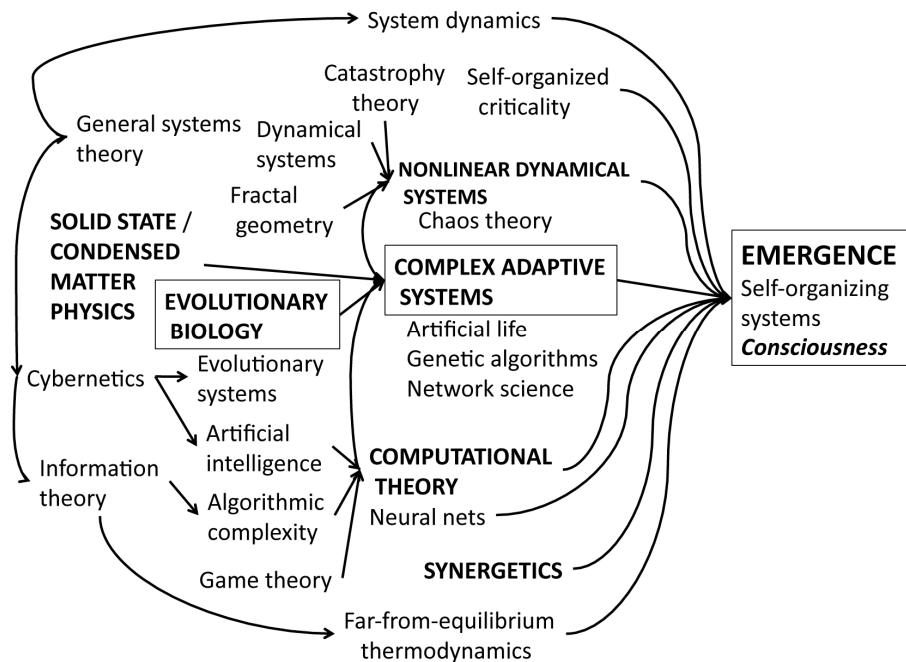 System dynamics
Catastrophy
theory
Self-organized
criticality
General systems
theory
Dynamical
systems
NONLINEAR DYNAMICAL
SYSTEMS
Chaos theory
Fractal
geometry
SOLID STATE /
CONDENSED
MATTER
PHYSICS
COMPLEX ADAPTIVE
SYSTEMS
EMERGENCE
Self-organizing
systems
Consciousness
EVOLUTIONARY
BIOLOGY
Artificial life
Genetic algorithms
Network science
Cybernetics
Evolutionary
systems
Artificial
intelligence
COMPUTATIONAL
THEORY
Neural nets
Information
theory
Algorithmic
complexity
Game theory
SYNERGETICS
Far-from-equilibrium
thermodynamics